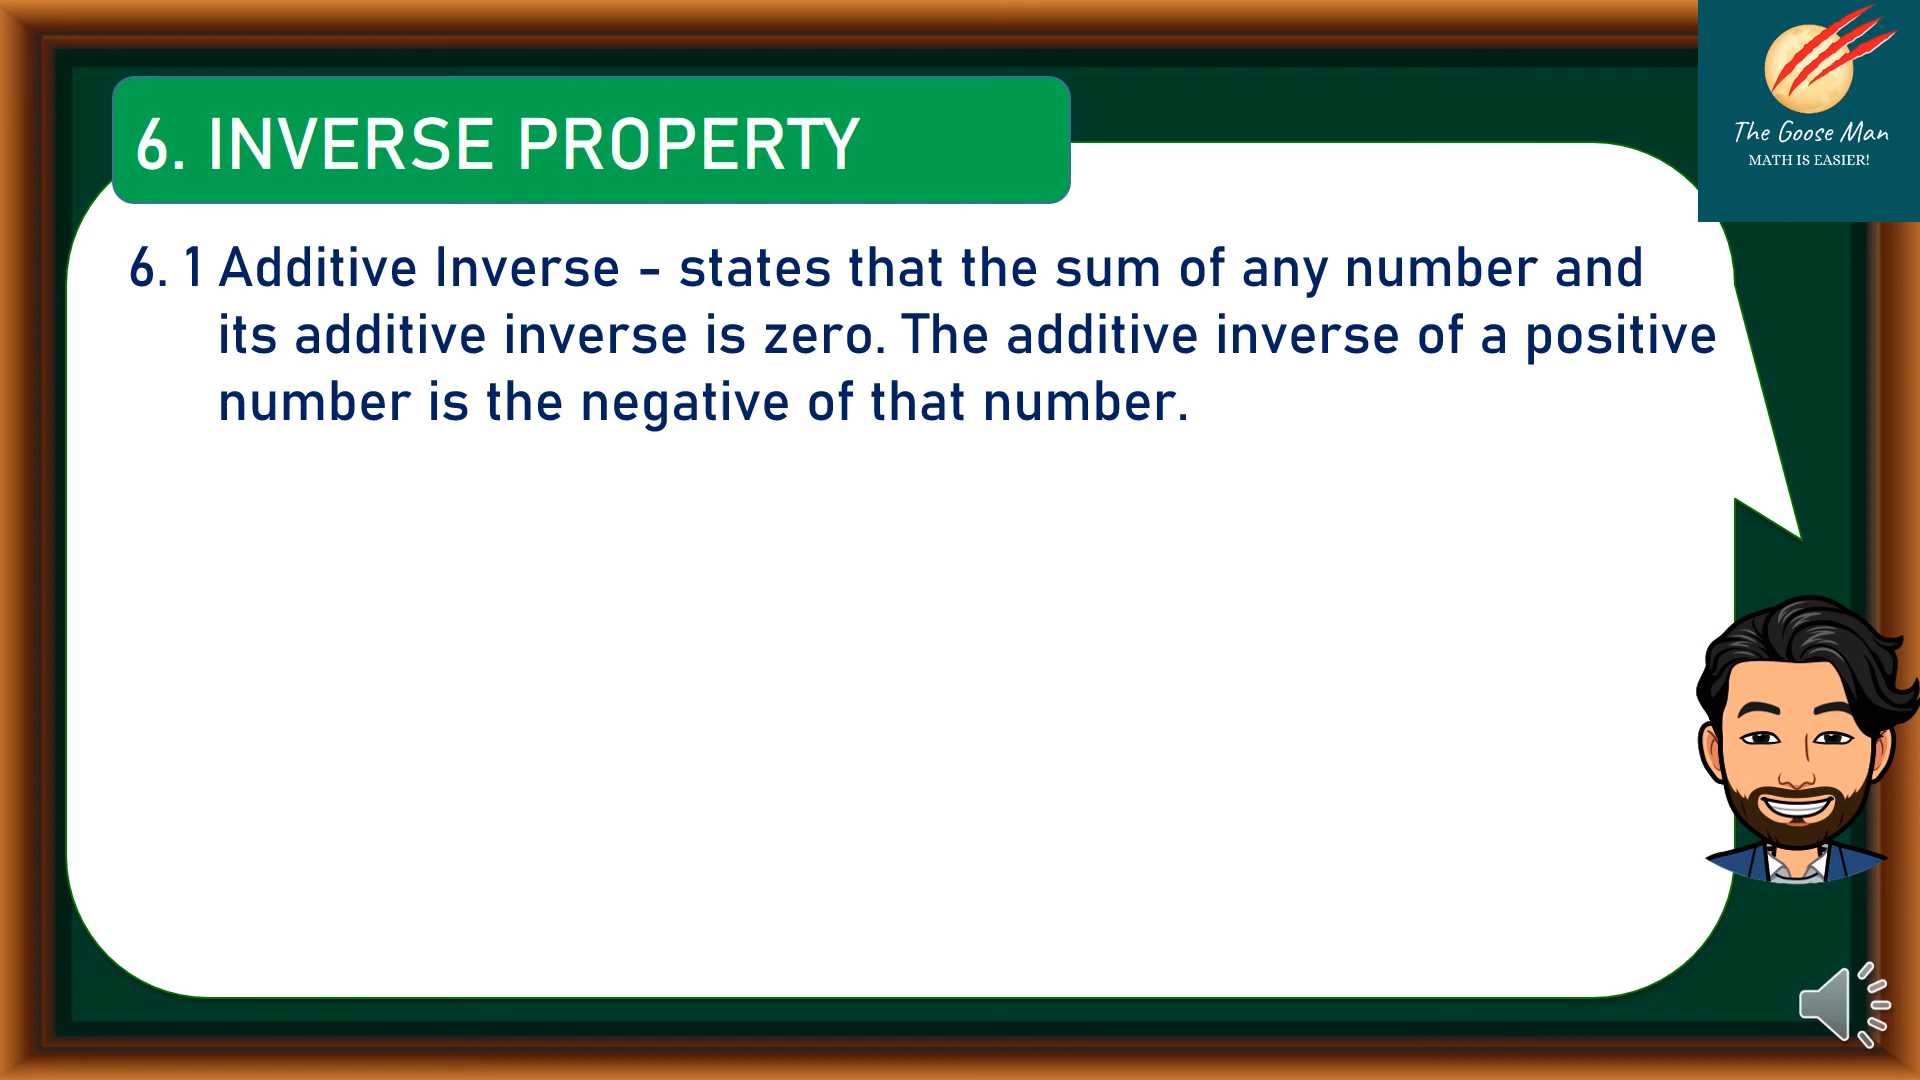 6. INVERSE PROPERTY
The Goose Man
MATH IS EASIER!
6. 1 Additive Inverse - states that the sum of any number and
its additive inverse is zero. The additive inverse of a positive
number is the negative of that number.